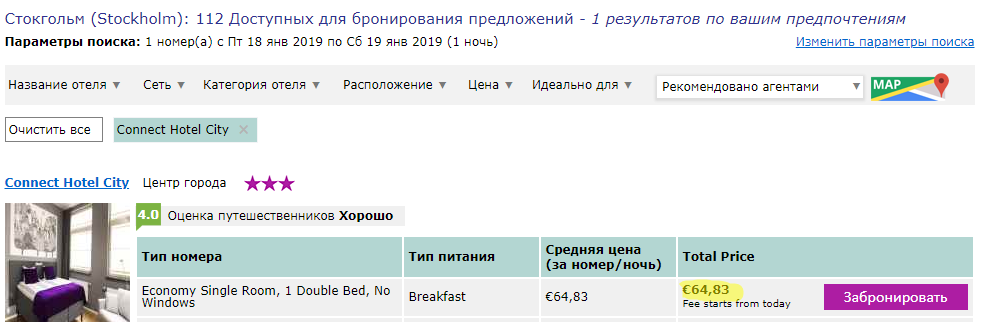 Стокгольм (Stockholm): 112 Доступных для бронирования предложений - 1 результатов по вашим предпочтениям
Параметры поиска: 1 номер(а) с Пт 18 янв 2019 по Сб 19 янв 2019 (1 ночь) Изменить параметры поиска
Название отеля ▼ Сеть ▼ Категория отеля ▼ Расположение ▼ Цена ▼ Идеально для ▼ Рекомендовано агентами ▼ MAP
Очистить все Connect Hotel City ×
Connect Hotel City Центр города ★★★
4.0 Оценка путешественников Хорошо
Тип номера Тип питания Средняя цена (за номер/ночь) Total Price
Economy Single Room, 1 Double Bed, No Windows Breakfast €64,83 €64,83
Fee starts from today
Забронировать